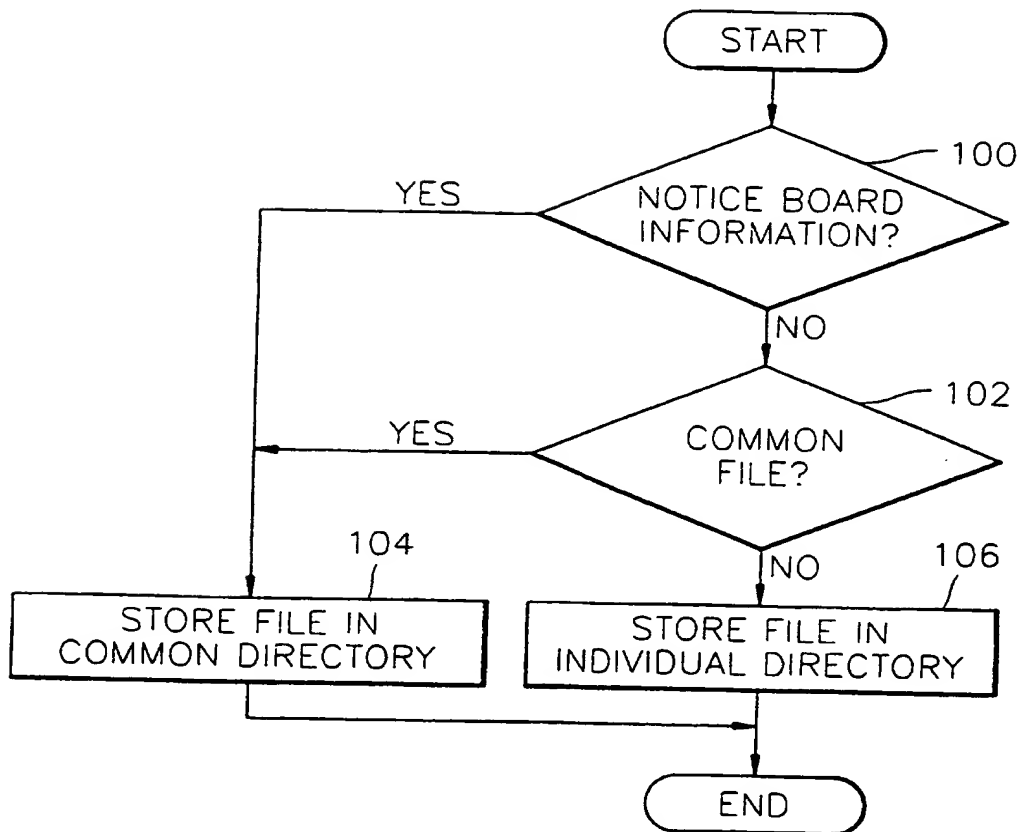 START
100
YES
NOTICE BOARD
INFORMATION?
NO
102
YES
COMMON
FILE?
104
NO
106
STORE FILE IN
COMMON DIRECTORY
STORE FILE IN
INDIVIDUAL DIRECTORY
END